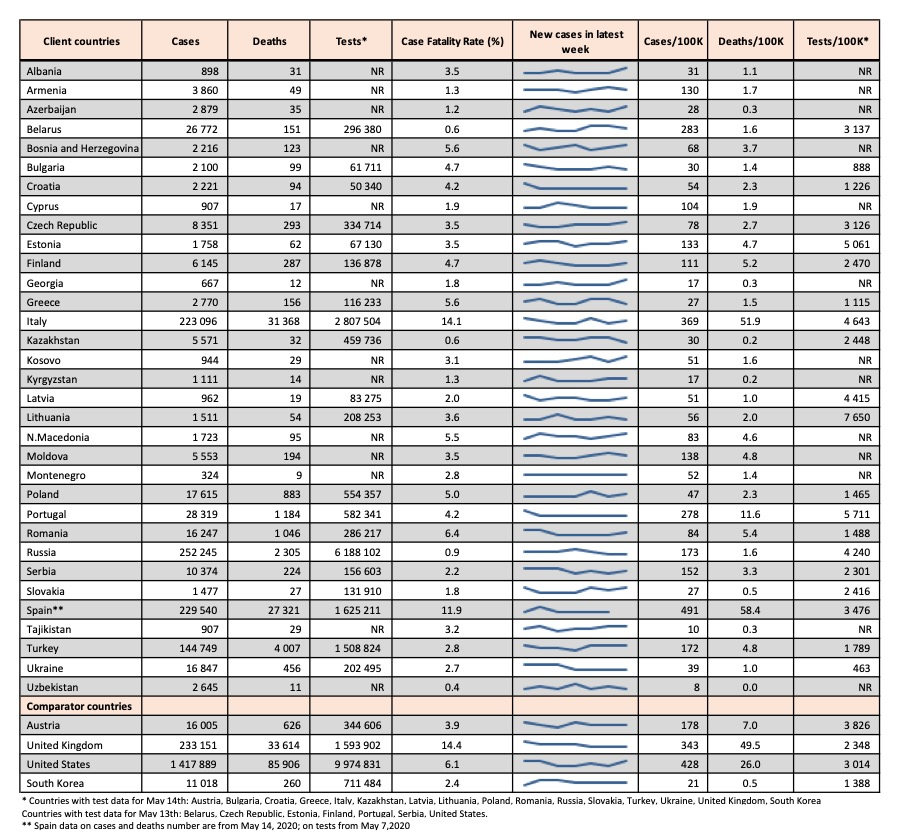 Client countries Cases Deaths Tests* Case Fatality Rate (%) New cases in latest week Cases/100K Deaths/100K Tests/100K*
Albania 898 31 NR 3.5 31 1.1 NR
Armenia 3 860 49 NR 1.3 130 1.7 NR
Azerbaijan 2 879 35 NR 1.2 28 0.3 NR
Belarus 26 772 151 296 380 0.6 283 1.6 3 137
Bosnia and Herzegovina 2 216 123 NR 5.6 68 3.7 NR
Bulgaria 2 100 99 61 711 4.7 30 1.4 888
Croatia 2 221 94 50 340 4.2 54 2.3 1 226
Cyprus 907 17 NR 1.9 104 1.9 NR
Czech Republic 8 351 293 334 714 3.5 78 2.7 3 126
Estonia 1 758 62 67 130 3.5 133 4.7 5 061
Finland 6 145 287 136 878 4.7 111 5.2 2 470
Georgia 667 12 NR 1.8 17 0.3 NR
Greece 2 770 156 116 233 5.6 27 1.5 1 115
Italy 223 096 31 368 2 807 504 14.1 369 51.9 4 643
Kazakhstan 5 571 32 459 736 0.6 30 0.2 2 448
Kosovo 944 29 NR 3.1 51 1.6 NR
Kyrgyzstan 1 111 14 NR 1.3 17 0.2 NR
Latvia 962 19 83 275 2.0 51 1.0 4 415
Lithuania 1 511 54 208 253 3.6 56 2.0 7 650
N.Macedonia 1 723 95 NR 5.5 83 4.6 NR
Moldova 5 553 194 NR 3.5 138 4.8 NR
Montenegro 324 9 NR 2.8 52 1.4 NR
Poland 17 615 883 554 357 5.0 47 2.3 1 465
Portugal 28 319 1 184 582 341 4.2 278 11.6 5 711
Romania 16 247 1 046 286 217 6.4 84 5.4 1 488
Russia 252 245 2 305 6 188 102 0.9 173 1.6 4 240
Serbia 10 374 224 156 603 2.2 152 3.3 2 301
Slovakia 1 477 27 131 910 1.8 27 0.5 2 416
Spain** 229 540 27 321 1 625 211 11.9 491 58.4 3 476
Tajikistan 907 29 NR 3.2 10 0.3 NR
Turkey 144 749 4 007 1 508 824 2.8 172 4.8 1 789
Ukraine 16 847 456 202 495 2.7 39 1.0 463
Uzbekistan 2 645 11 NR 0.4 8 0.0 NR
Comparator countries
Austria 16 005 626 344 606 3.9 178 7.0 3 826
United Kingdom 233 151 33 614 1 593 902 14.4 343 49.5 2 348
United States 1 417 889 85 906 9 974 831 6.1 428 26.0 3 014
South Korea 11 018 260 711 484 2.4 21 0.5 1 388
* Countries with test data for May 14th: Austria, Bulgaria, Croatia, Greece, Italy, Kazakhstan, Latvia, Lithuania, Poland, Romania, Russia, Slovakia, Turkey, Ukraine, United Kingdom, South Korea
Countries with test data for May 13th: Belarus, Czech Republic, Estonia, Finland, Portugal, Serbia, United States.
** Spain data on cases and deaths number are from May 14, 2020; on tests from May 7,2020